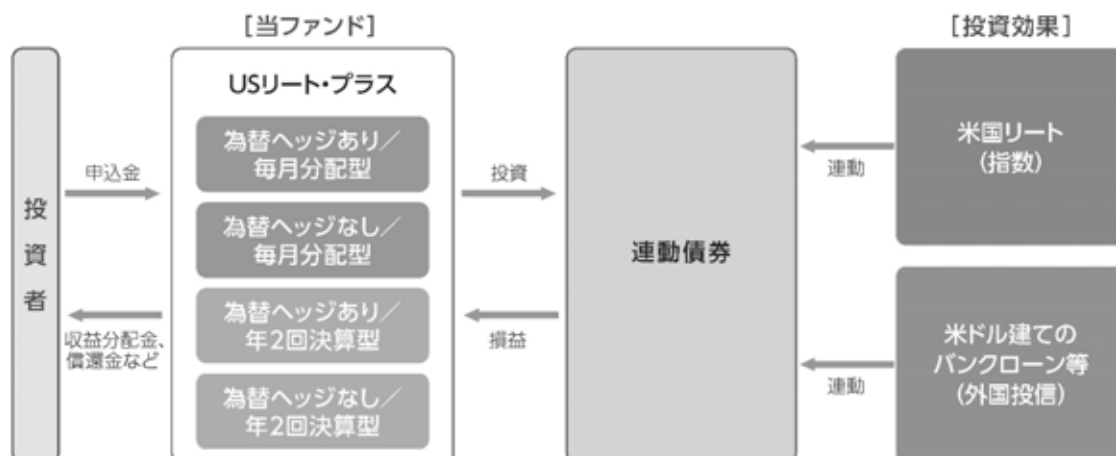 [当ファンド]
[投資効果]
投資者
申込金
収益分配金、
償還金など
USリート・プラス
為替ヘッジあり／
毎月分配型
為替ヘッジなし／
毎月分配型
為替ヘッジあり／
年2回決算型
為替ヘッジなし／
年2回決算型
投資
損益
連動債券
連動
連動
米国リート
(指数)
米ドル建ての
バンクローン等
(外国投信)